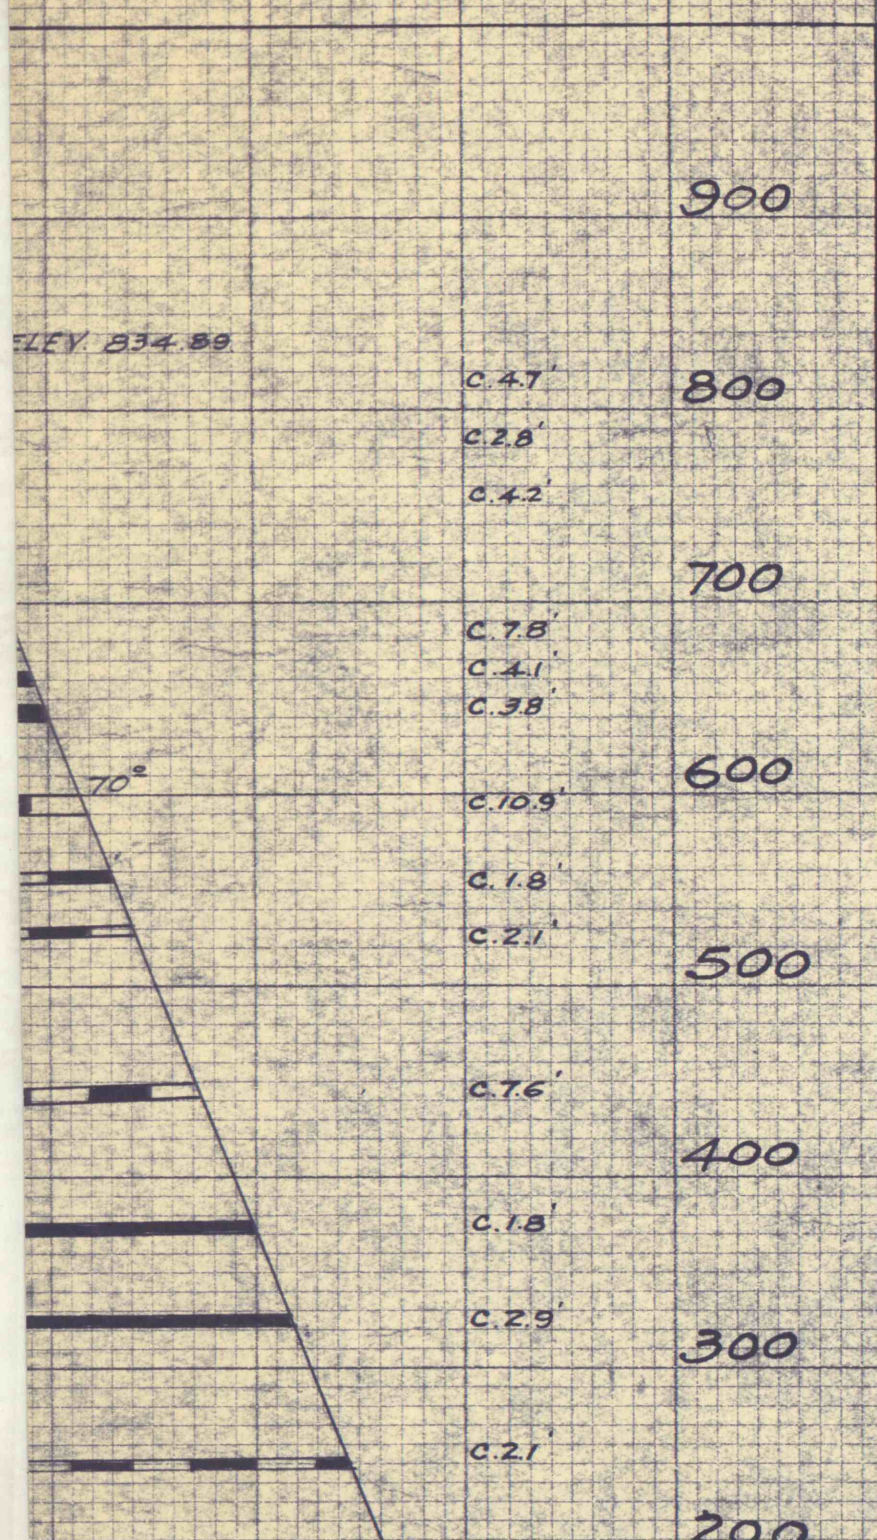 900
ELEV. 834.89
C. 4.7'
800
C. 2.8'
C. 4.2'
700
C. 7.8'
C. 4.1'
C. 3.8'
600
70°
C. 10.9'
C. 1.8'
C. 2.1'
500
C. 7.6'
400
C. 1.8'
C. 2.9'
300
C. 2.1'
200